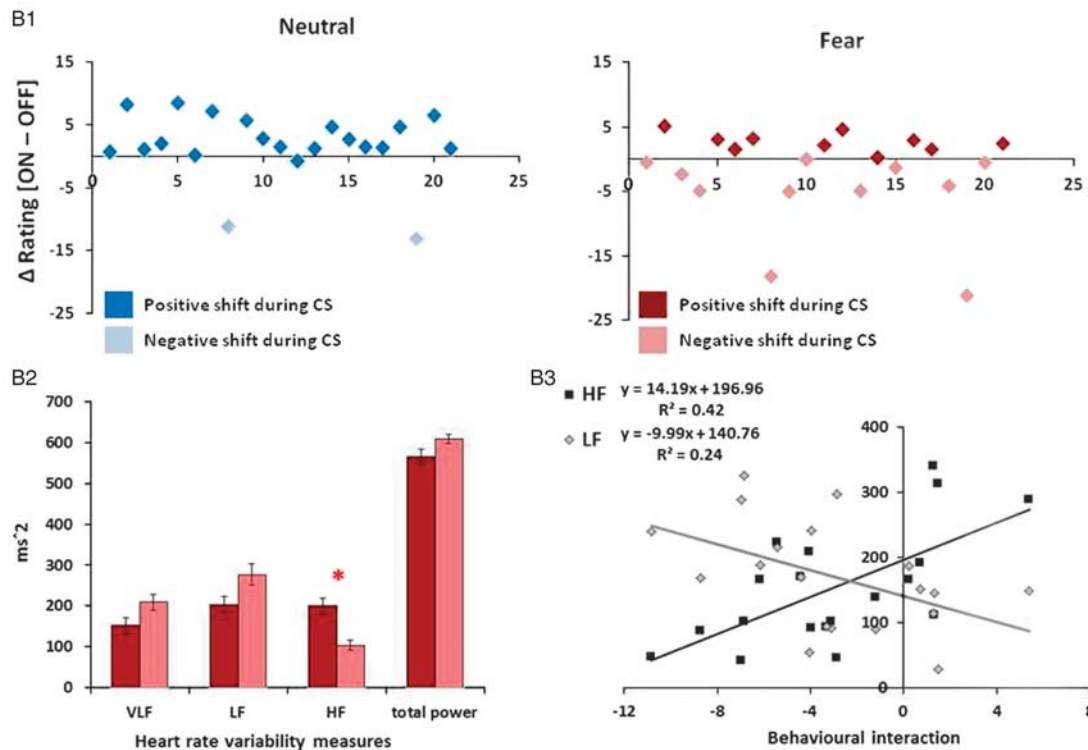 B1
Neutral
Fear
Δ Rating [ON – OFF]
15
5
-5
-15
-25
0 5 10 15 20 25
Positive shift during CS
Negative shift during CS
15
5
-5
-15
-25
0 5 10 15 20 25
Positive shift during CS
Negative shift during CS
B2
ms^2
700
600
500
400
300
200
100
0
*
VLF LF HF total power
Heart rate variability measures
B3
HF y = 14.19x + 196.96
R² = 0.42
LF y = -9.99x + 140.76
R² = 0.24
400
300
200
100
0
-12 -8 -4 0 4 8
Behavioural interaction